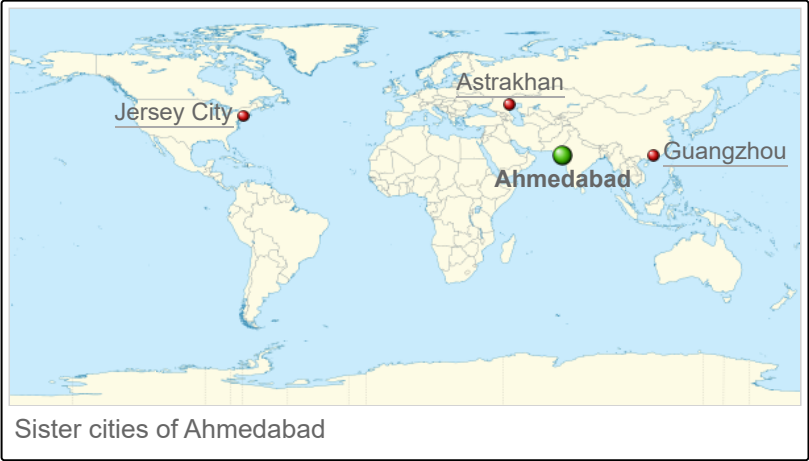 Astrakhan
Jersey City
Guangzhou
Ahmedabad
Sister cities of Ahmedabad